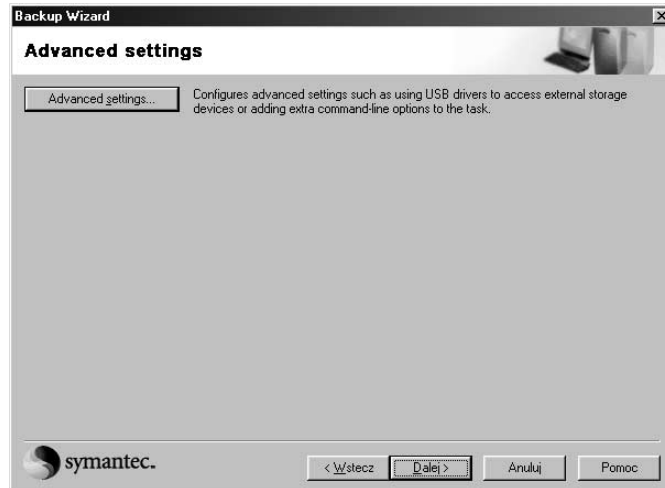 Backup Wizard
Advanced settings
Advanced settings...
Configures advanced settings such as using USB drivers to access external storage
devices or adding extra command-line options to the task.
symantec.
< Wstecz
Dalej >
Anuluj
Pomoc